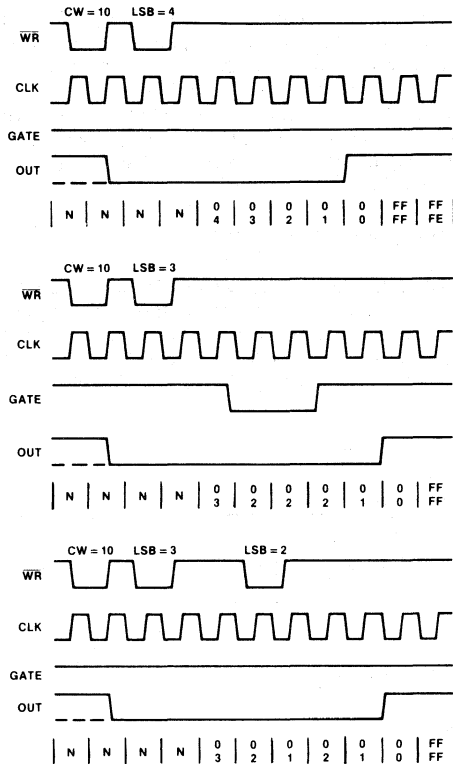 CW = 10 LSB = 4
WR
CLK
GATE
OUT
N N N N 0 0 0 0 0 FF FF
4 3 2 1 0 FF FE
CW = 10 LSB = 3
WR
CLK
GATE
OUT
N N N N 0 0 0 0 0 0 FF
3 2 2 2 1 0 FF
CW = 10 LSB = 3 LSB = 2
WR
CLK
GATE
OUT
N N N N 0 0 0 0 0 0 FF
3 2 1 2 1 0 FF